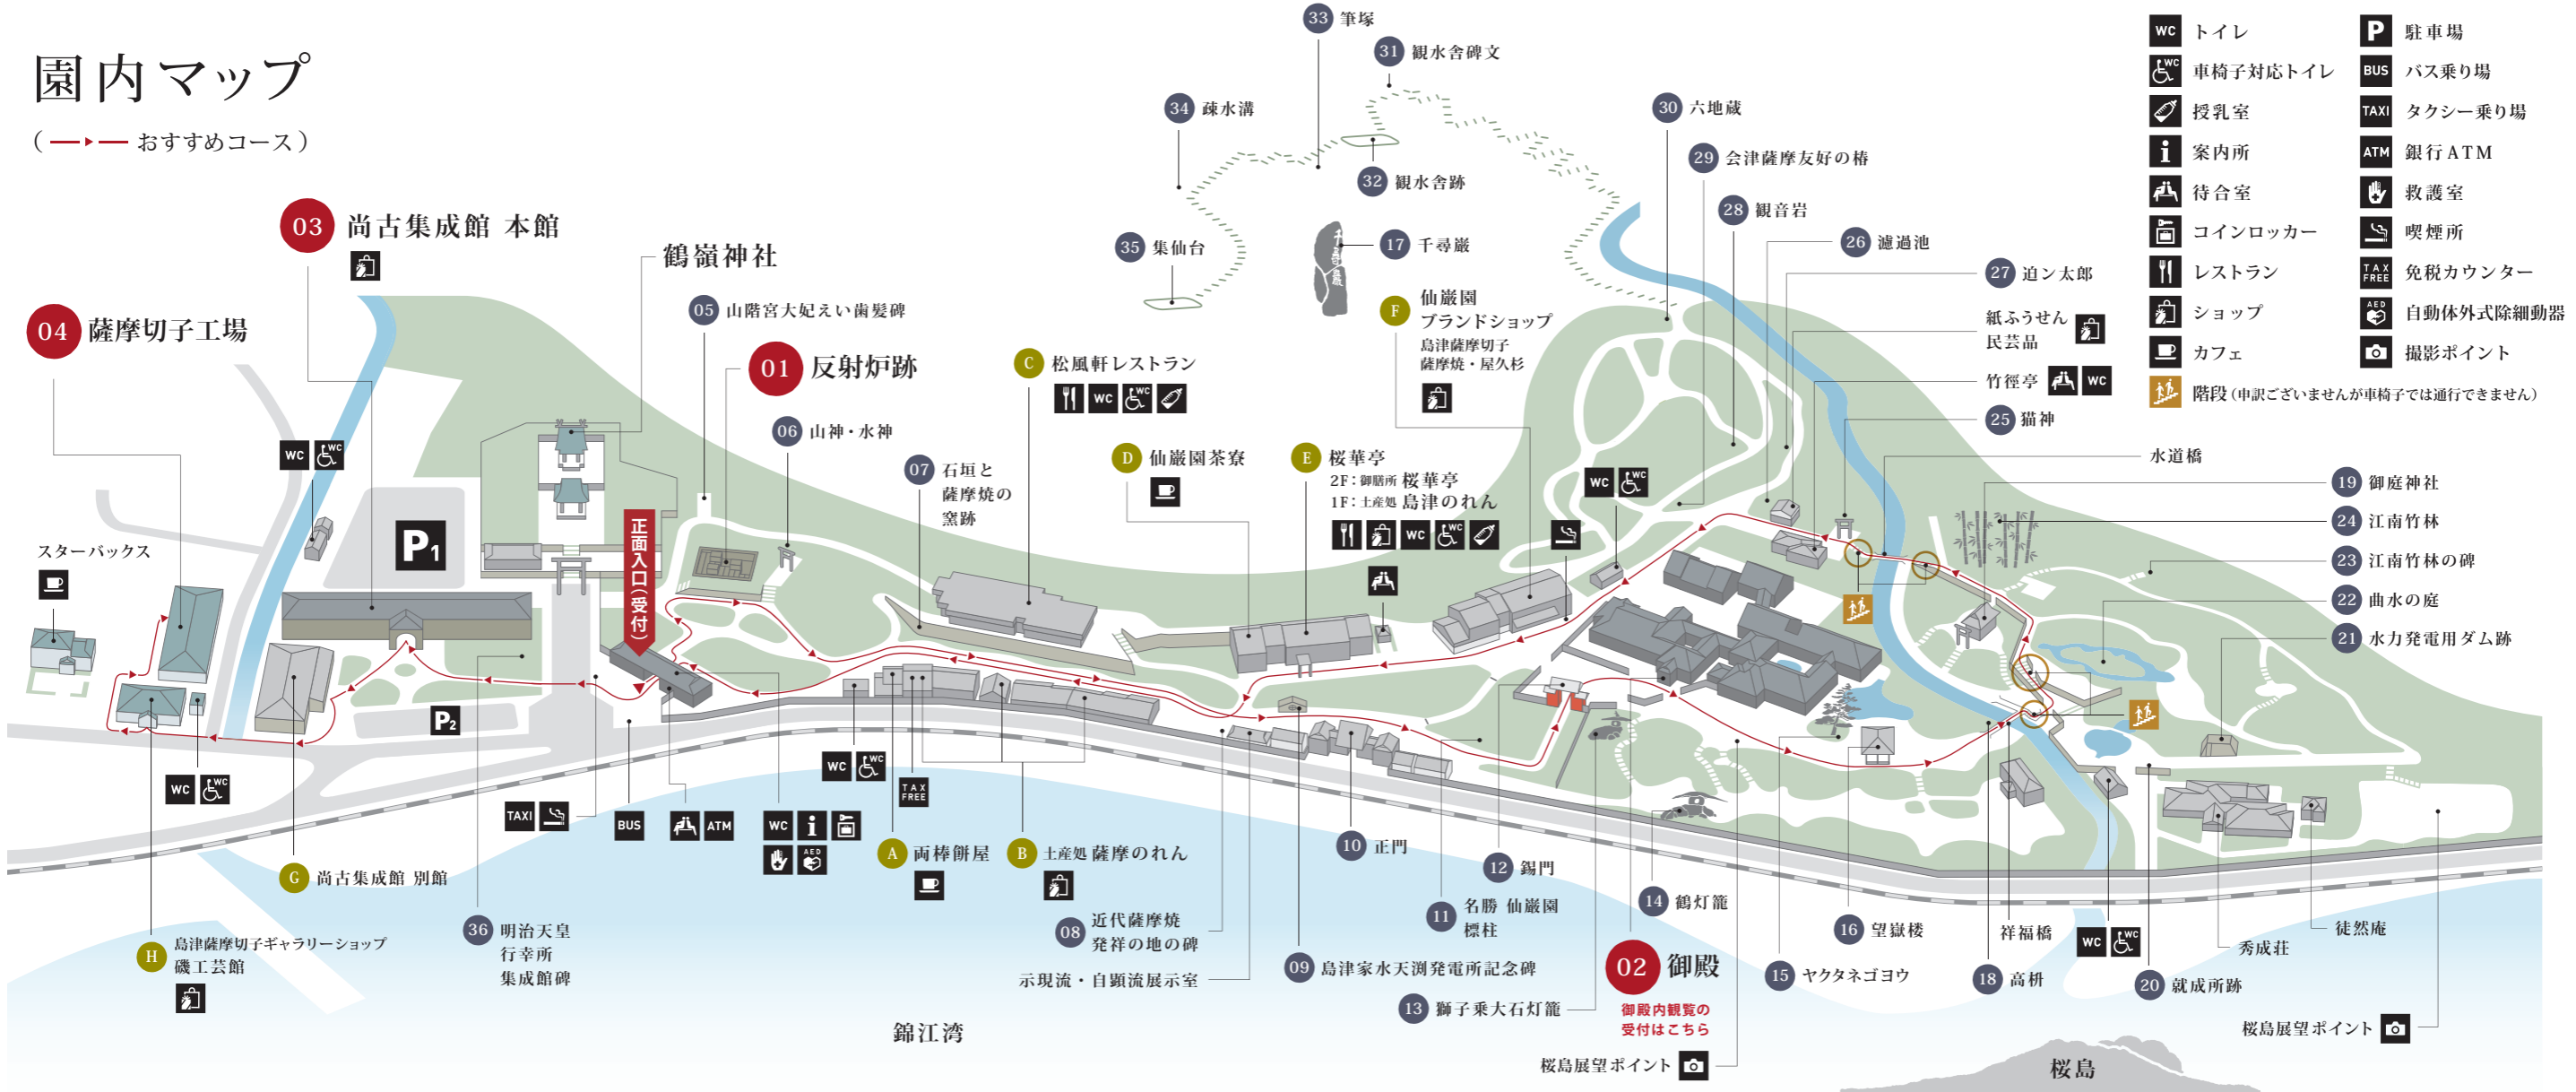 園内マップ
(おすすめコース)
WC トイレ
WC 車椅子対応トイレ
授乳室
i 案内所
待合室
コインロッカー
レストラン
ショップ
カフェ
階段(申訳ございませんが車椅子では通行できません)
P 駐車場
BUS バス乗り場
TAXI タクシー乗り場
ATM 銀行ATM
救護室
喫煙所
TAX FREE 免税カウンター
AED 自動体外式除細動器
撮影ポイント
33 筆塚
31 観水舎碑文
34 疎水溝
30 六地蔵
29 会津薩摩友好の椿
32 観水舎跡
28 観音岩
03 尚古集成館 本館
鶴嶺神社
35 集仙台
千尋巌
17 千尋巌
26 濾過池
27 迫ン太郎
04 薩摩切子工場
05 山階宮大妃えい歯髪碑
F 仙巌園
ブランドショップ
島津薩摩切子
薩摩焼・屋久杉
紙ふうせん
民芸品
01 反射炉跡
C 松風軒レストラン
WC WC
竹徑亭
WC
06 山神・水神
25 猫神
07 石垣と
薩摩焼の
窯跡
D 仙巌園茶寮
E 桜華亭
2F:御膳所 桜華亭
1F:土産処 島津のれん
WC WC
WC WC
水道橋
19 御庭神社
24 江南竹林
23 江南竹林の碑
22 曲水の庭
21 水力発電用ダム跡
WC WC
P1
正面入口(受付)
スターバックス
P2
WC WC
TAXI
BUS
ATM
WC i
AED
WC WC
TAX FREE
A 両棒餅屋
B 土産処 薩摩のれん
10 正門
12 錫門
G 尚古集成館 別館
36 明治天皇
行幸所
集成館碑
08 近代薩摩焼
発祥の地の碑
示現流・自顕流展示室
09 島津家水天渕発電所記念碑
11 名勝 仙巌園
標柱
14 鶴灯籠
02 御殿
御殿内観覧の
受付はこちら
13 獅子乗大石灯籠
15 ヤクタネゴヨウ
16 望嶽楼
18 高枡
祥福橋
WC WC
20 就成所跡
秀成荘
徒然庵
H 島津薩摩切子ギャラリーショップ
磯工芸館
錦江湾
桜島展望ポイント
桜島展望ポイント
桜島